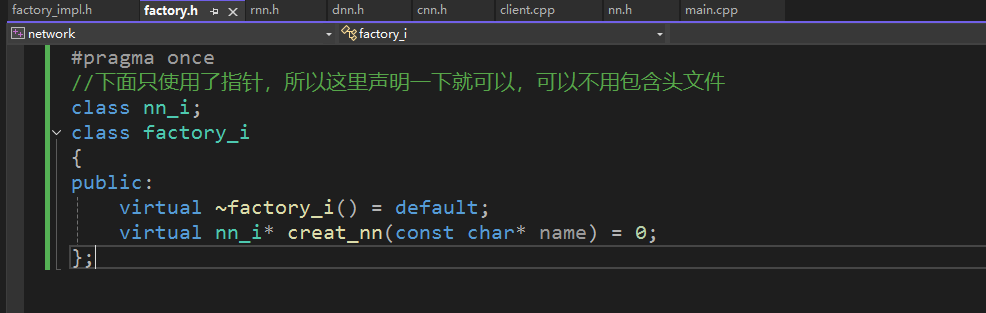 factory_impl.h factory.h rnn.h dnn.h cnn.h client.cpp nn.h main.cpp
network factory_i
#pragma once
//下面只使用了指针，所以这里声明一下就可以，可以不用包含头文件
class nn_i;
class factory_i
{
public:
    virtual ~factory_i() = default;
    virtual nn_i* creat_nn(const char* name) = 0;
};